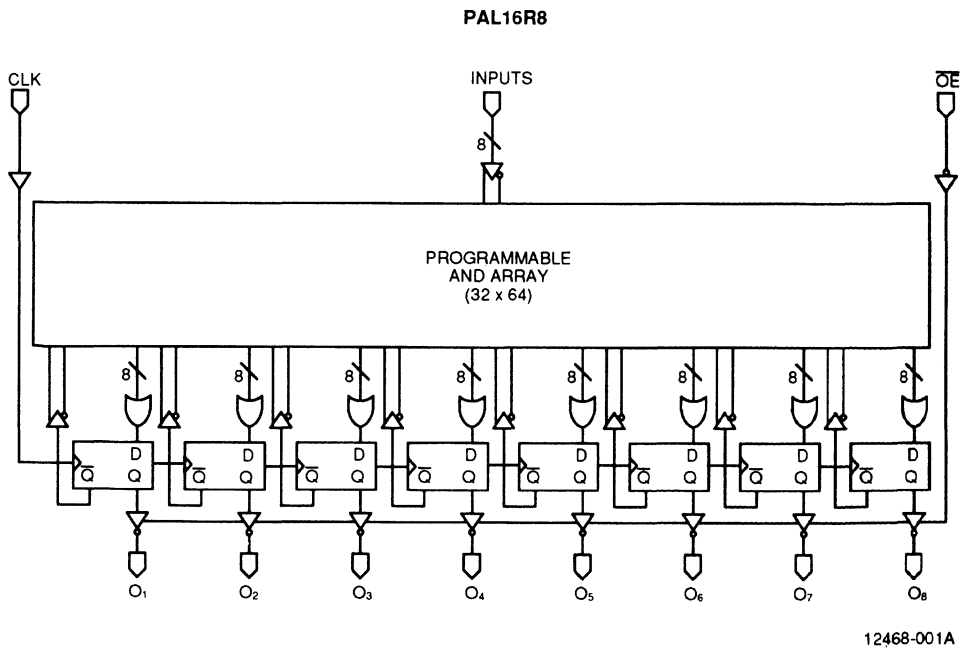 PAL16R8
CLK
INPUTS
OE
8
PROGRAMMABLE
AND ARRAY
(32 x 64)
8 8 8 8 8 8 8 8
D D D D D D D D
Q̅ Q Q̅ Q Q̅ Q Q̅ Q Q̅ Q Q̅ Q Q̅ Q Q̅ Q
O₁ O₂ O₃ O₄ O₅ O₆ O₇ O₈
12468-001A